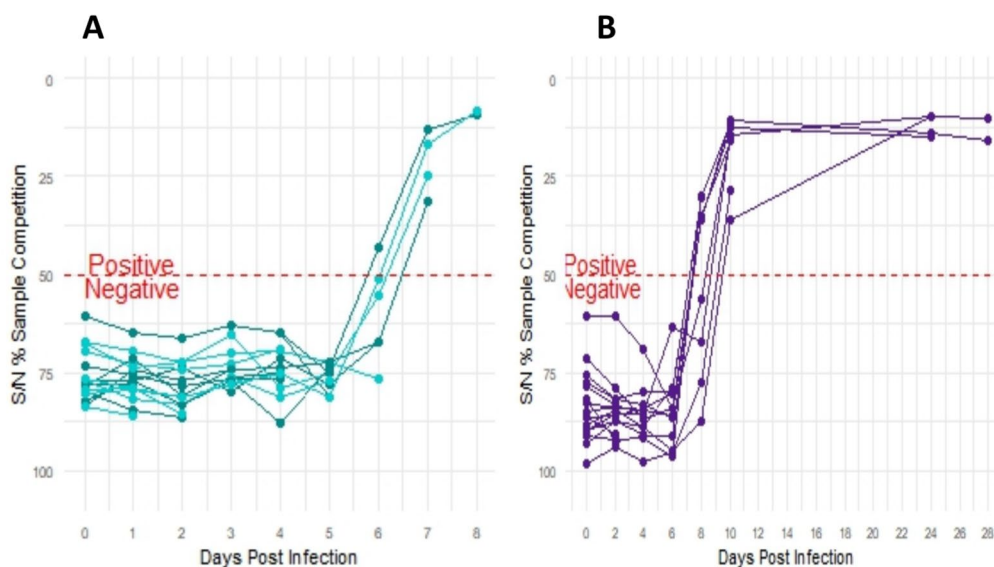 A
B
0
25
50
75
100
S/N % Sample Competition
Positive
Negative
0 1 2 3 4 5 6 7 8
Days Post Infection
0
25
50
75
100
S/N % Sample Competition
Positive
Negative
0 2 4 6 8 10 12 14 16 18 20 22 24 26 28
Days Post Infection